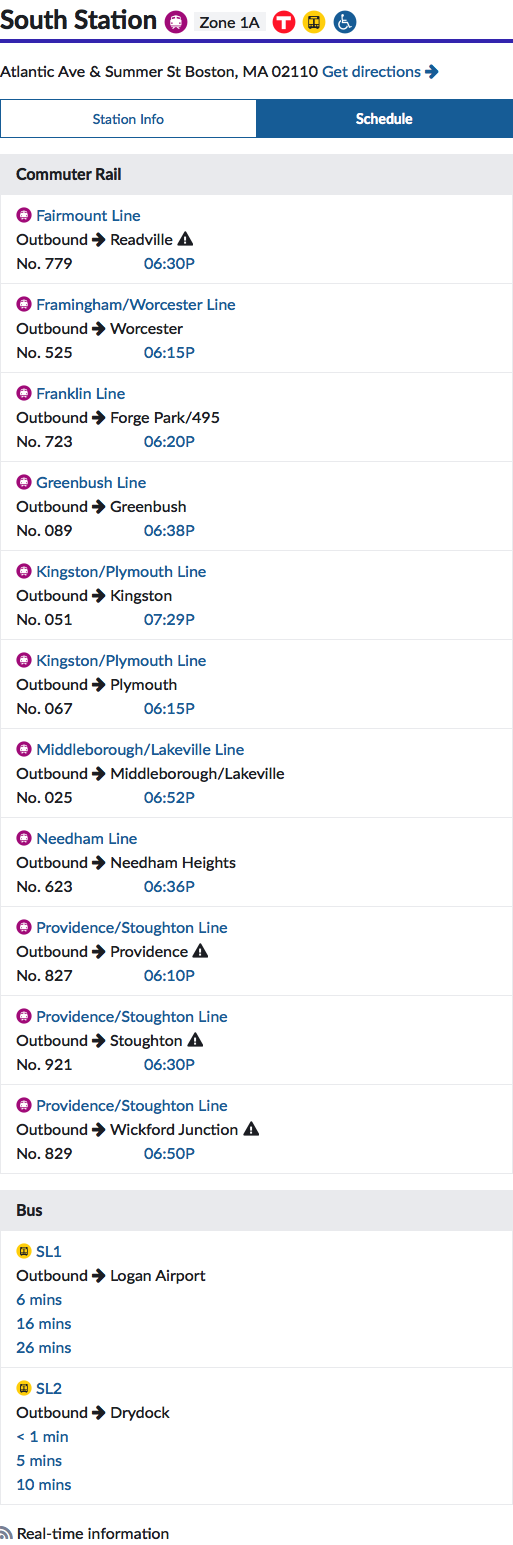 South Station Zone 1A T
Atlantic Ave & Summer St Boston, MA 02110 Get directions
Station Info Schedule
Commuter Rail
Fairmount Line
Outbound Readville
No. 779 06:30P
Framingham/Worcester Line
Outbound Worcester
No. 525 06:15P
Franklin Line
Outbound Forge Park/495
No. 723 06:20P
Greenbush Line
Outbound Greenbush
No. 089 06:38P
Kingston/Plymouth Line
Outbound Kingston
No. 051 07:29P
Kingston/Plymouth Line
Outbound Plymouth
No. 067 06:15P
Middleborough/Lakeville Line
Outbound Middleborough/Lakeville
No. 025 06:52P
Needham Line
Outbound Needham Heights
No. 623 06:36P
Providence/Stoughton Line
Outbound Providence
No. 827 06:10P
Providence/Stoughton Line
Outbound Stoughton
No. 921 06:30P
Providence/Stoughton Line
Outbound Wickford Junction
No. 829 06:50P
Bus
SL1
Outbound Logan Airport
6 mins
16 mins
26 mins
SL2
Outbound Drydock
< 1 min
5 mins
10 mins
Real-time information